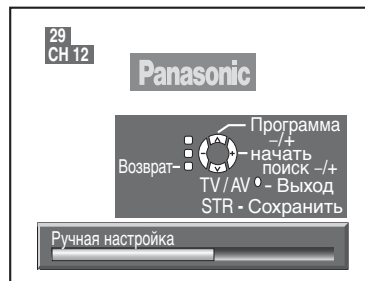 29
CH 12
Panasonic
Программа
–/+
начать
поиск –/+
Возврат
TV / AV - Выход
STR - Сохранить
Ручная настройка